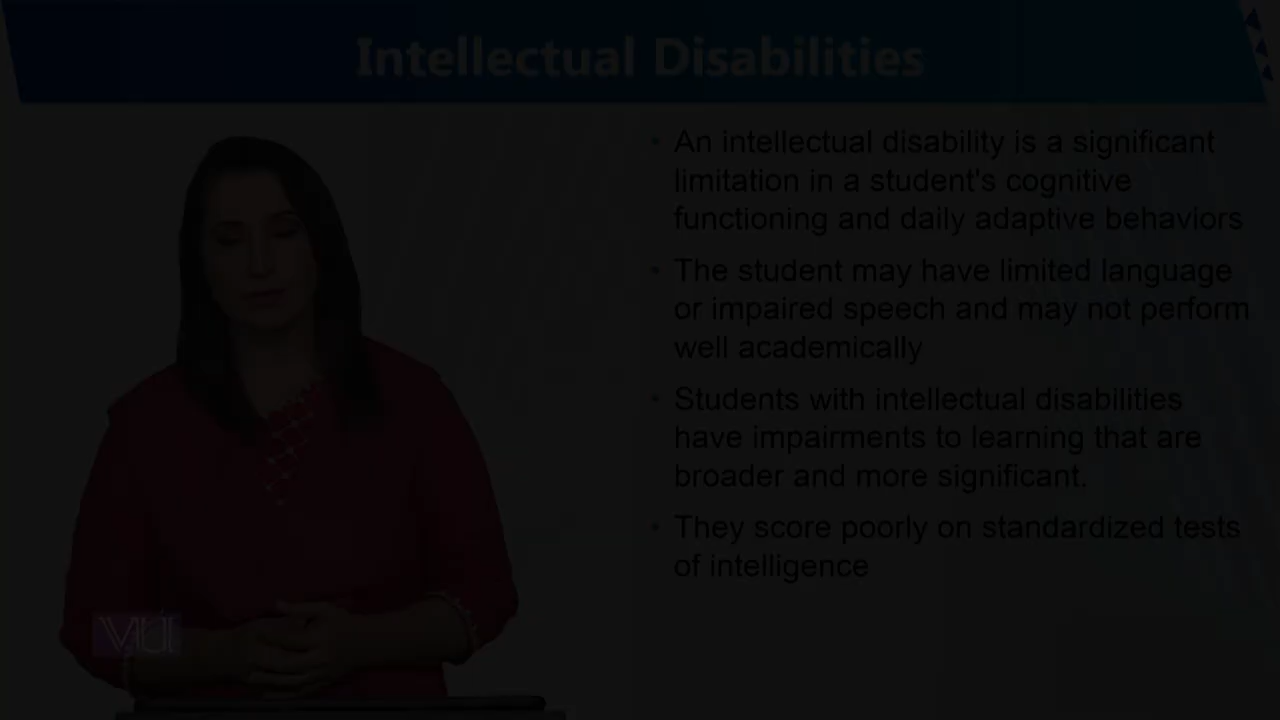 Intellectual Disabilities
• An intellectual disability is a significant
limitation in a student's cognitive
functioning and daily adaptive behaviors
• The student may have limited language
or impaired speech and may not perform
well academically
• Students with intellectual disabilities
have impairments to learning that are
broader and more significant.
• They score poorly on standardized tests
of intelligence
VU